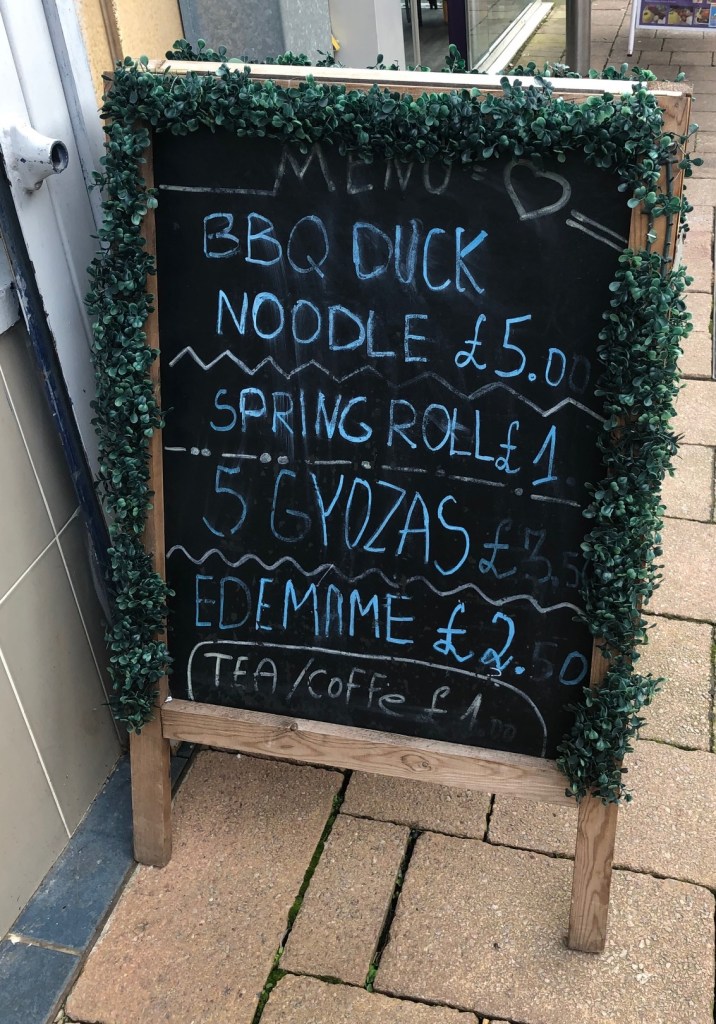 MENU
BBQ DUCK
NOODLE £5.00
SPRING ROLL £1.
5 GYOZAS £3.50
EDEMAME £2.50
TEA/COFFe £1.00